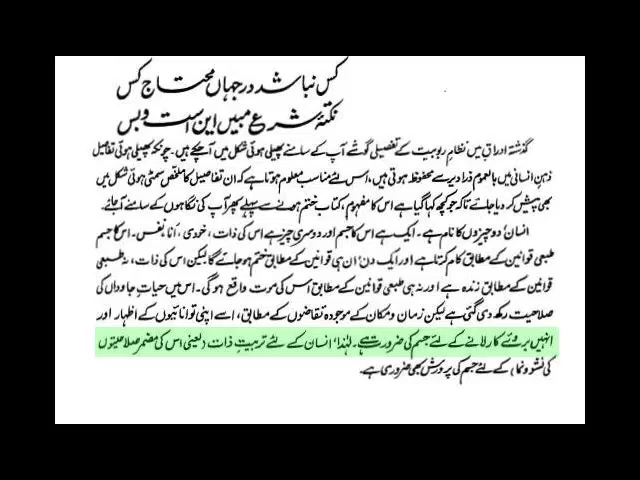 کس نباشد در جہاں محتاج کس
نکتۂ شرع مبیں ایں است و بس
گذشتہ اوراق میں نظامِ ربوبیت کے تفصیلی گوشے آپ کے سامنے پھیلی ہوئی شکل میں آچکے ہیں۔ چونکہ پھیلی ہوئی تفاصیل
ذہنِ انسانی میں بالعموم ذرا دیر سے محفوظ ہوتی ہیں، اس لئے مناسب معلوم ہوتا ہے کہ ان تفاصیل کا ملخص سمٹی ہوئی شکل میں
بھی پیش کر دیا جائے تاکہ جو کچھ کہا گیا ہے اس کا مفہوم، کتاب ختم ہونے سے پہلے پھر آپ کی نگاہوں کے سامنے آجائے۔
انسان دو چیزوں کا نام ہے۔ ایک ہے اس کا جسم اور دوسری چیز ہے اس کی ذات، خودی، اَنا یا نفس۔ اس کا جسم
طبعی قوانین کے مطابق کام کرتا ہے اور ایک دن ان ہی قوانین کے مطابق ختم ہو جائے گا لیکن اس کی ذات، نہ طبعی
قوانین کے مطابق زندہ ہے اور نہ ہی طبعی قوانین کے مطابق اس کی موت واقع ہوگی۔ اس میں حیاتِ جاوداں کی
صلاحیت رکھ دی گئی ہے لیکن زمان و مکان کے موجودہ تقاضوں کے مطابق، اسے اپنی توانائیوں کے اظہار اور
انہیں بروئے کار لانے کے لئے جسم کی ضرورت ہے۔ لہٰذا، انسان کے لئے تربیتِ ذات (یعنی اس کی مضمر صلاحیتوں
کی نشوونما) کے لئے جسم کی پرورش بھی ضروری ہے۔